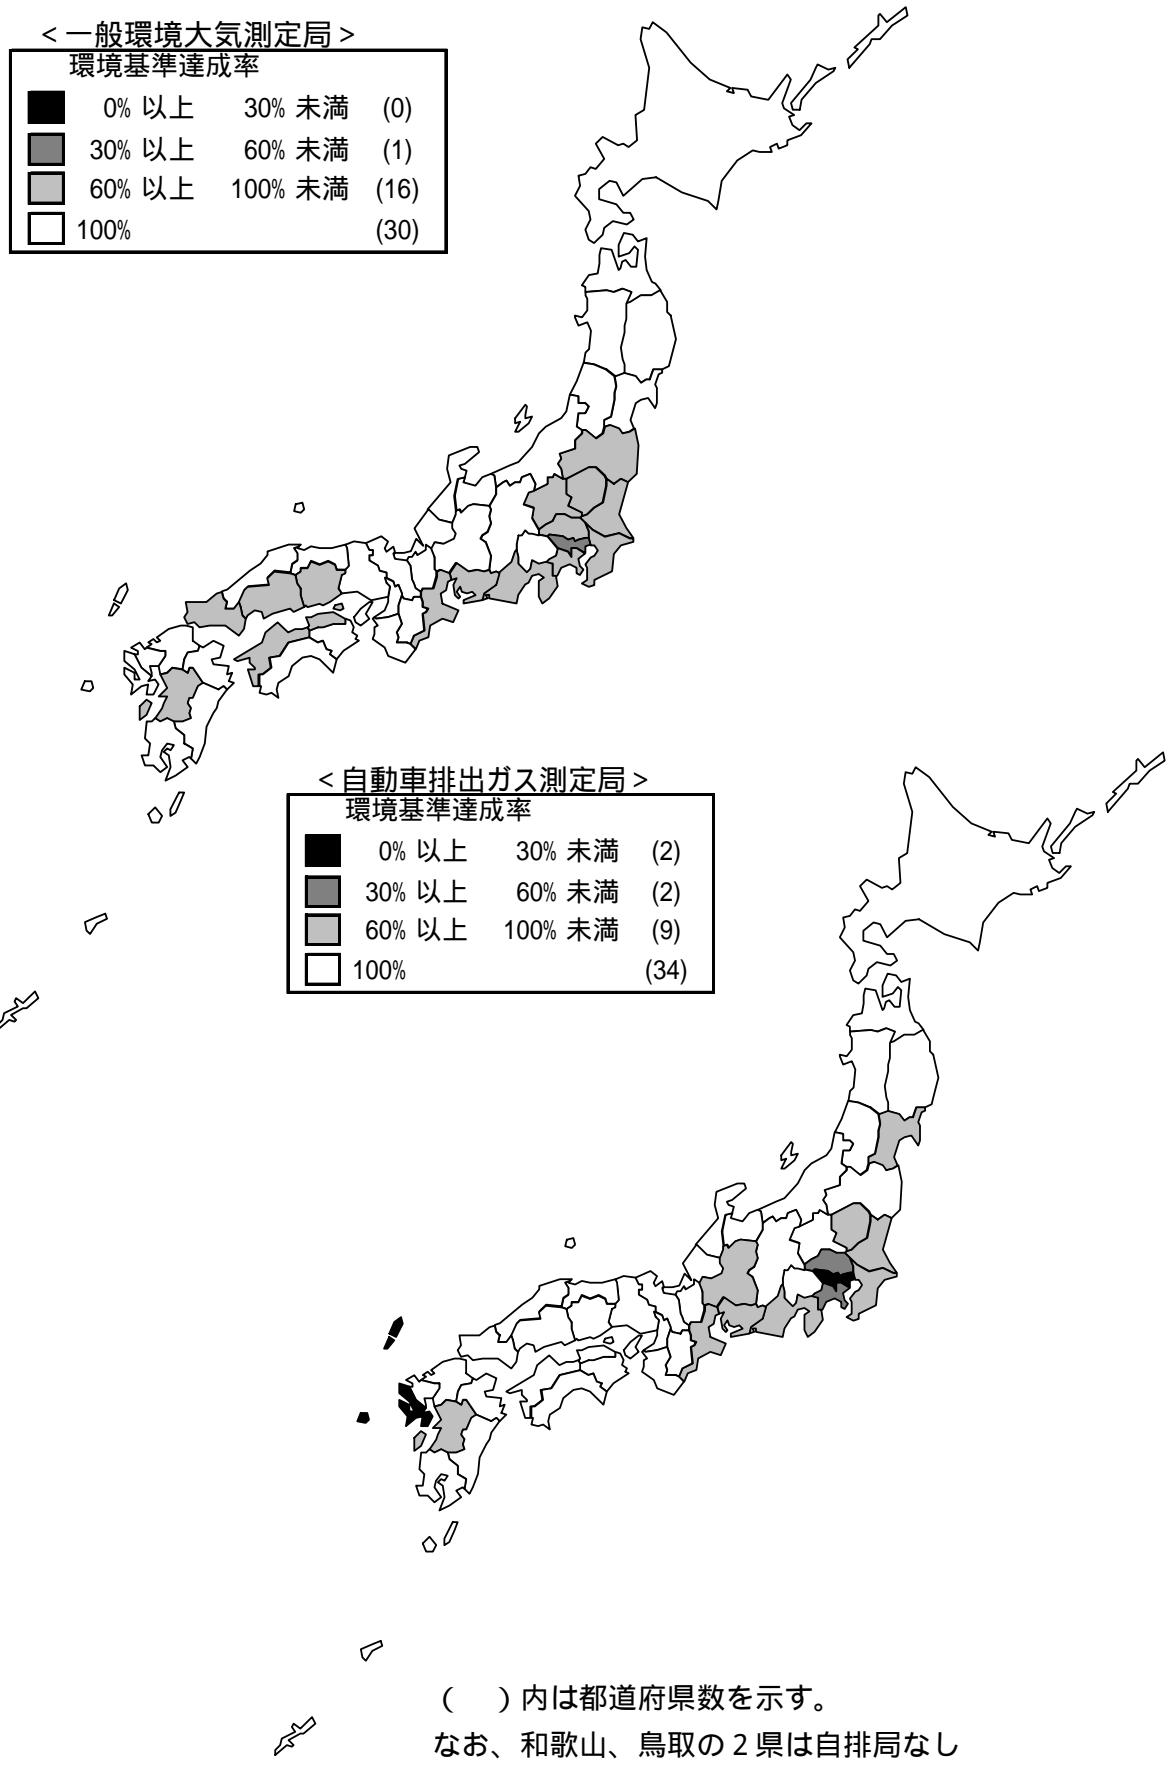 <一般環境大気測定局>
環境基準達成率
0% 以上 30% 未満 (0)
30% 以上 60% 未満 (1)
60% 以上 100% 未満 (16)
100% (30)
<自動車排出ガス測定局>
環境基準達成率
0% 以上 30% 未満 (2)
30% 以上 60% 未満 (2)
60% 以上 100% 未満 (9)
100% (34)
( )内は都道府県数を示す。
なお、和歌山、鳥取の2県は自排局なし